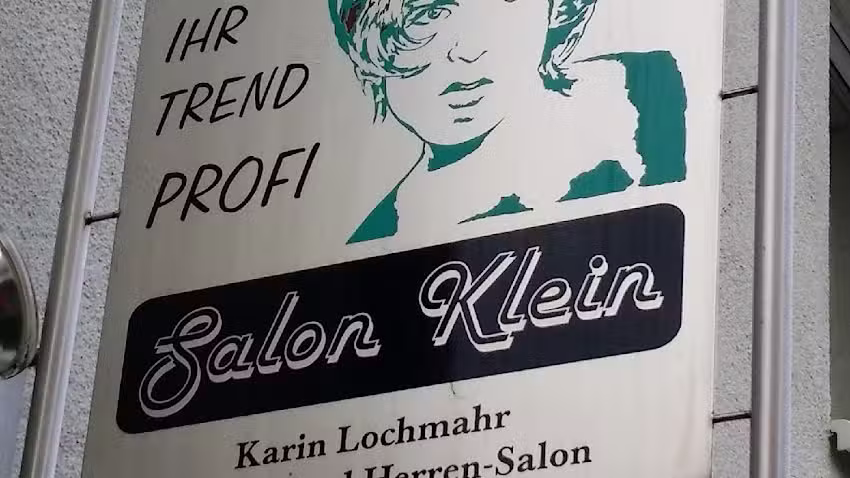 IHR
TREND
PROFI
Salon Klein
Karin Lochmahr
Herren-Salon